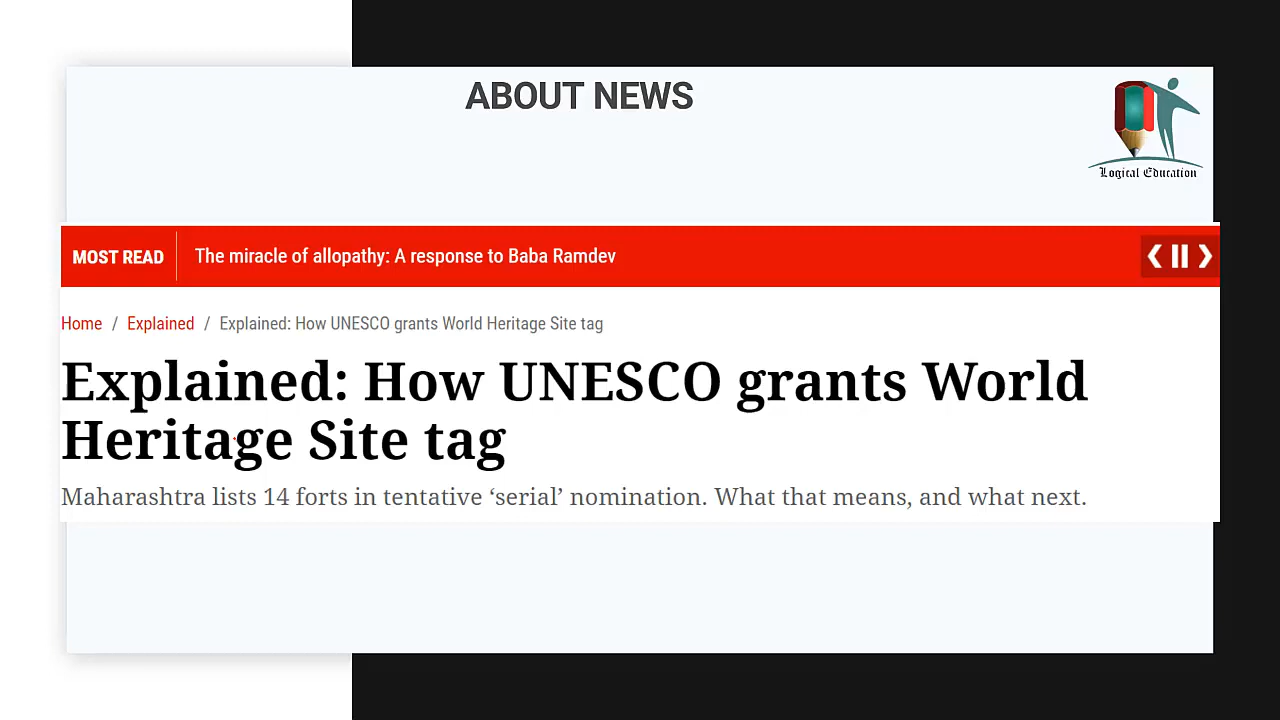 ABOUT NEWS
Logical Education
MOST READ The miracle of allopathy: A response to Baba Ramdev
Home / Explained / Explained: How UNESCO grants World Heritage Site tag
Explained: How UNESCO grants World
Heritage Site tag
Maharashtra lists 14 forts in tentative ‘serial’ nomination. What that means, and what next.